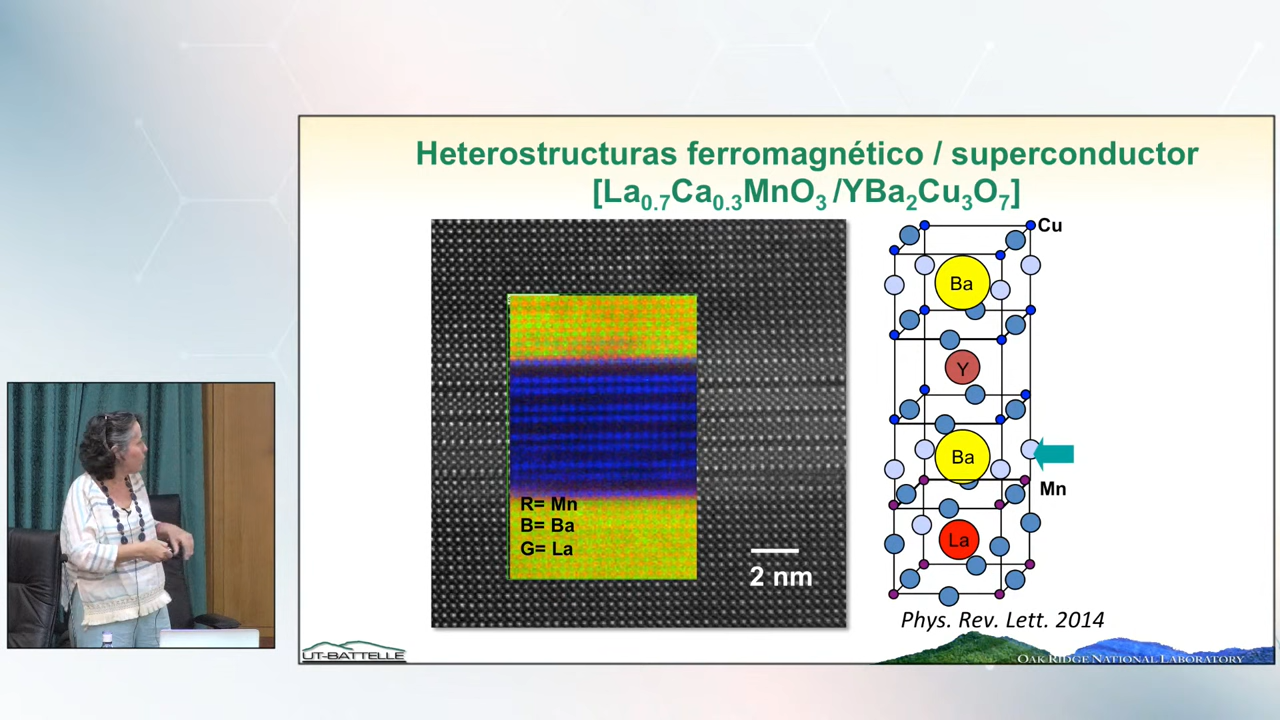 Heterostructuras ferromagnético / superconductor
[La0.7Ca0.3MnO3 /YBa2Cu3O7]
Cu
Ba
Y
Ba
Mn
La
R= Mn
B= Ba
G= La
2 nm
Phys. Rev. Lett. 2014
UT-BATTELLE
OAK RIDGE NATIONAL LABORATORY